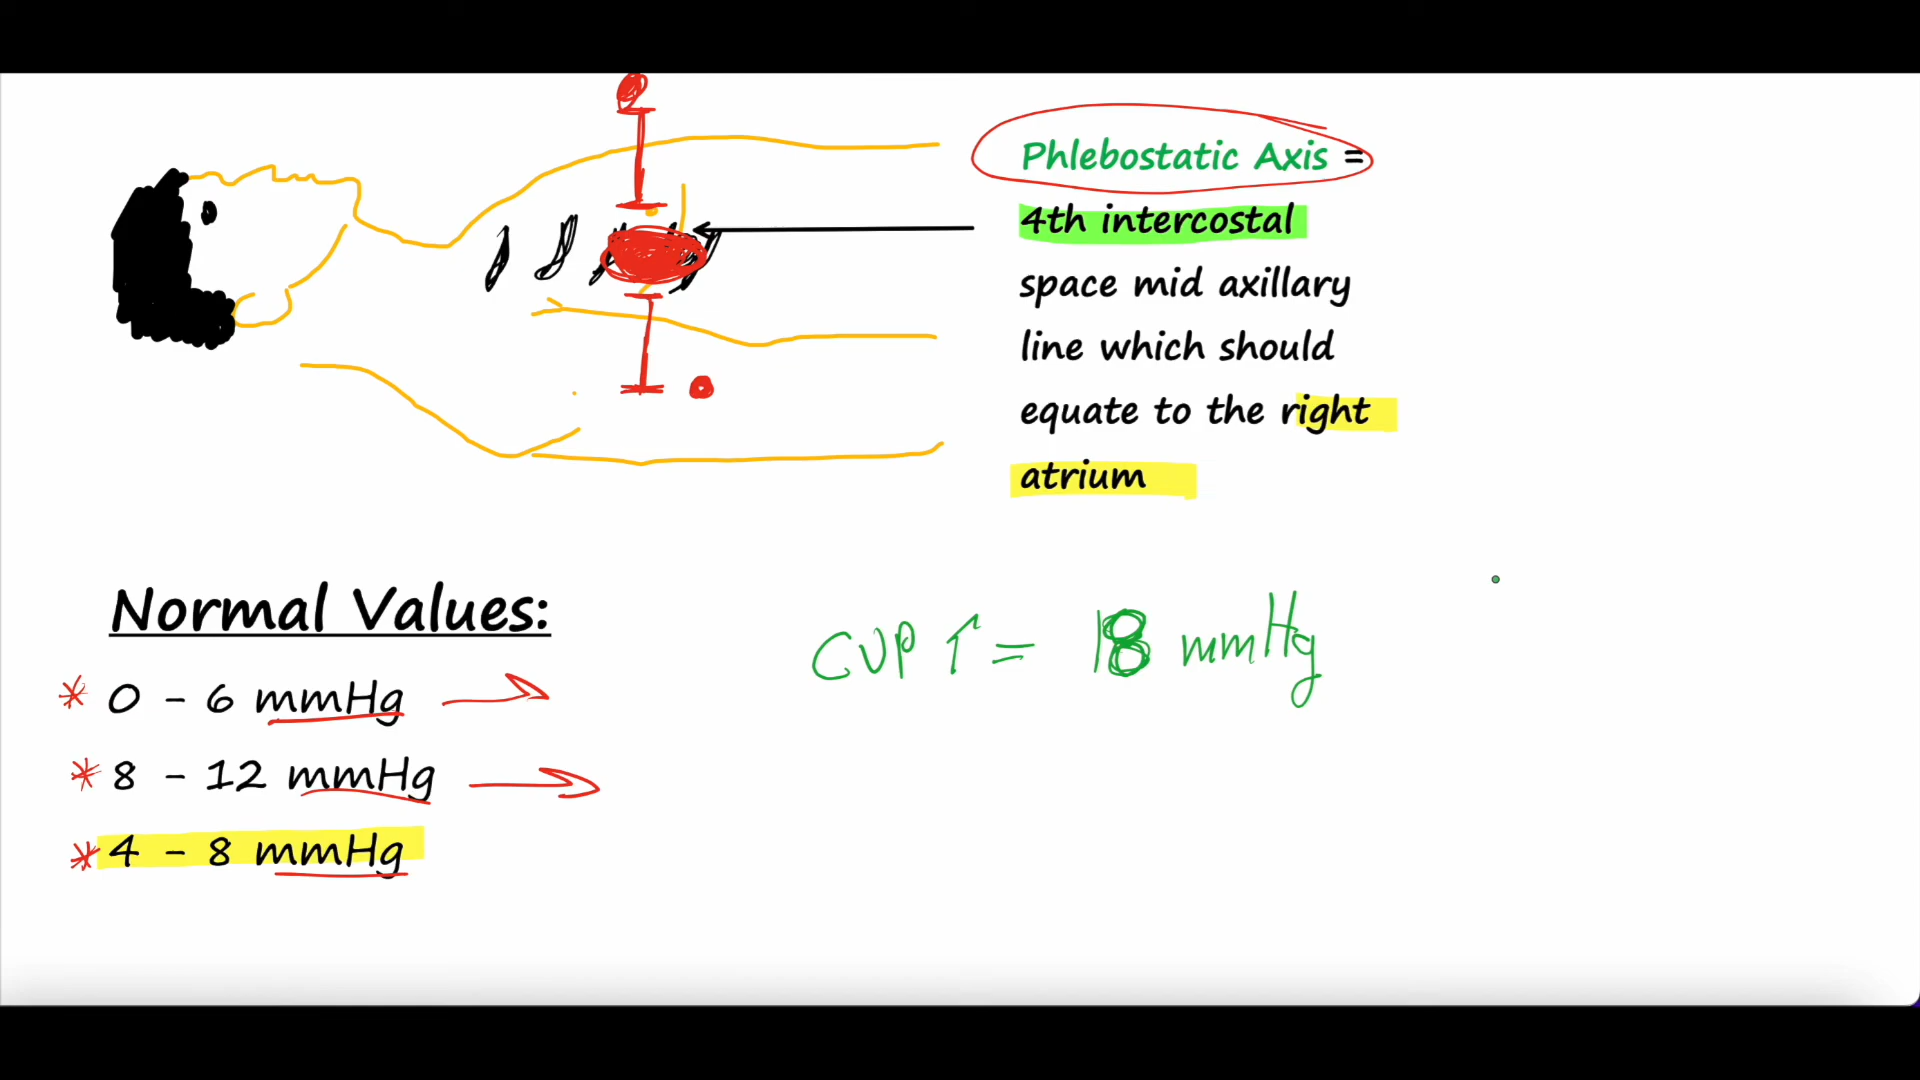 Phlebostatic Axis =
4th intercostal
space mid axillary
line which should
equate to the right
atrium
Normal Values:
* 0 - 6 mmHg
* 8 - 12 mmHg
* 4 - 8 mmHg
CVP ↑ = 18 mmHg